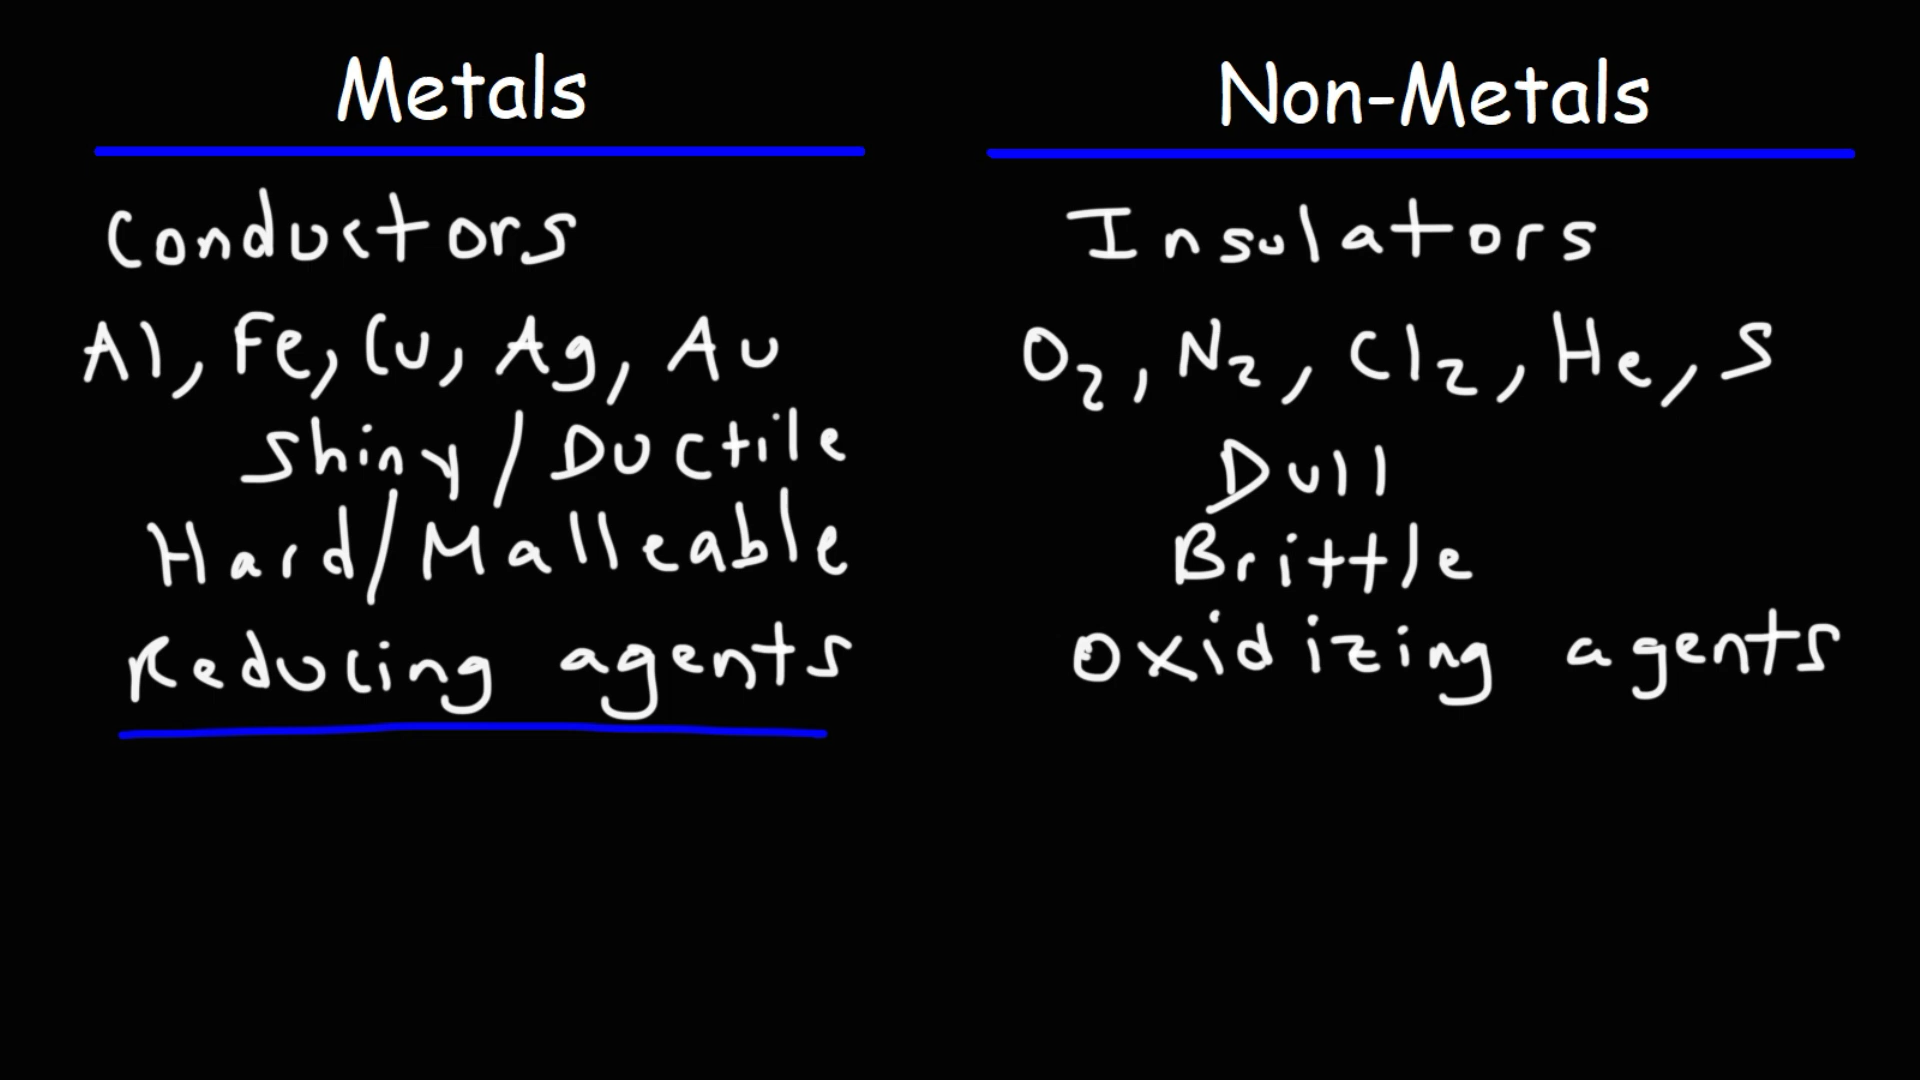 Metals
Conductors
Al, Fe, Cu, Ag, Au
Shiny/Ductile
Hard/Malleable
Reducing agents
Non-Metals
Insulators
O₂, N₂, Cl₂, He, S
Dull
Brittle
Oxidizing agents